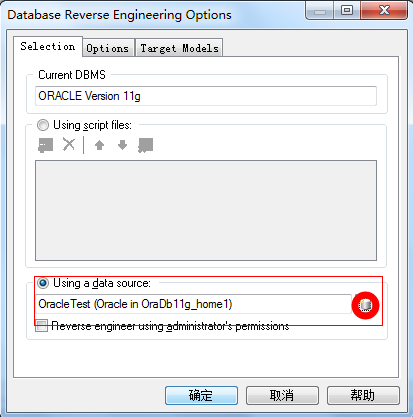 Database Reverse Engineering Options
Selection Options Target Models
Current DBMS
ORACLE Version 11g
Using script files:
Using a data source:
OracleTest (Oracle in OraDb11g_home1)
Reverse engineer using administrator's permissions
确定 取消 帮助